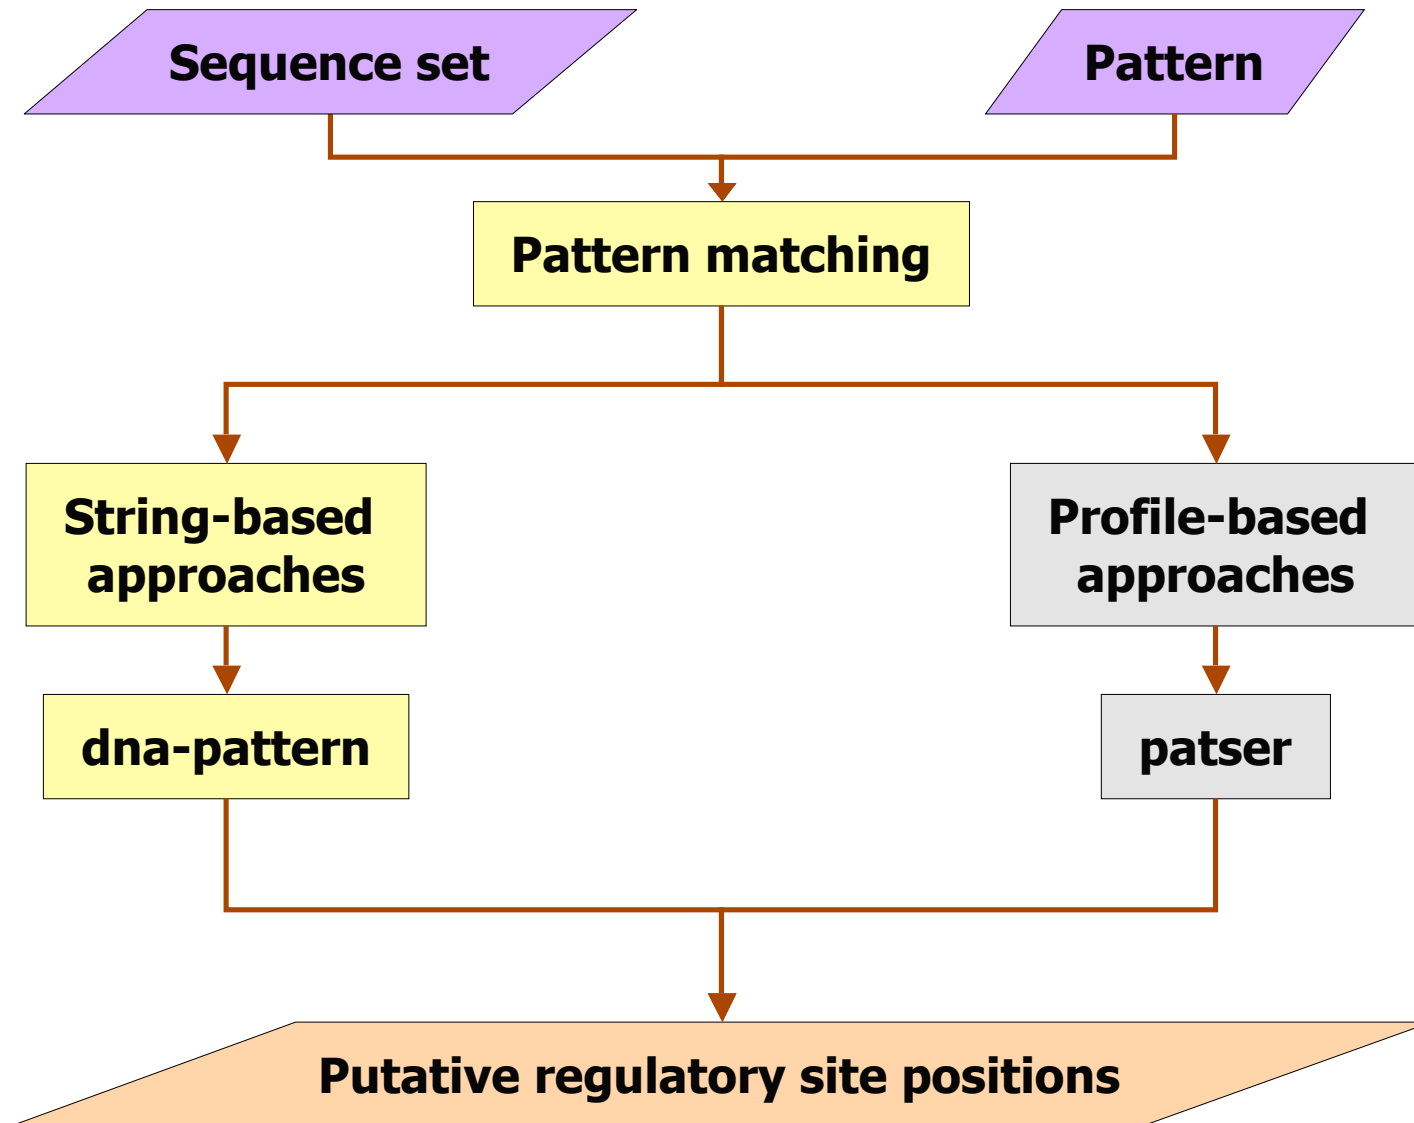 Sequence set
Pattern
Pattern matching
String-based
approaches
Profile-based
approaches
dna-pattern
patser
Putative regulatory site positions